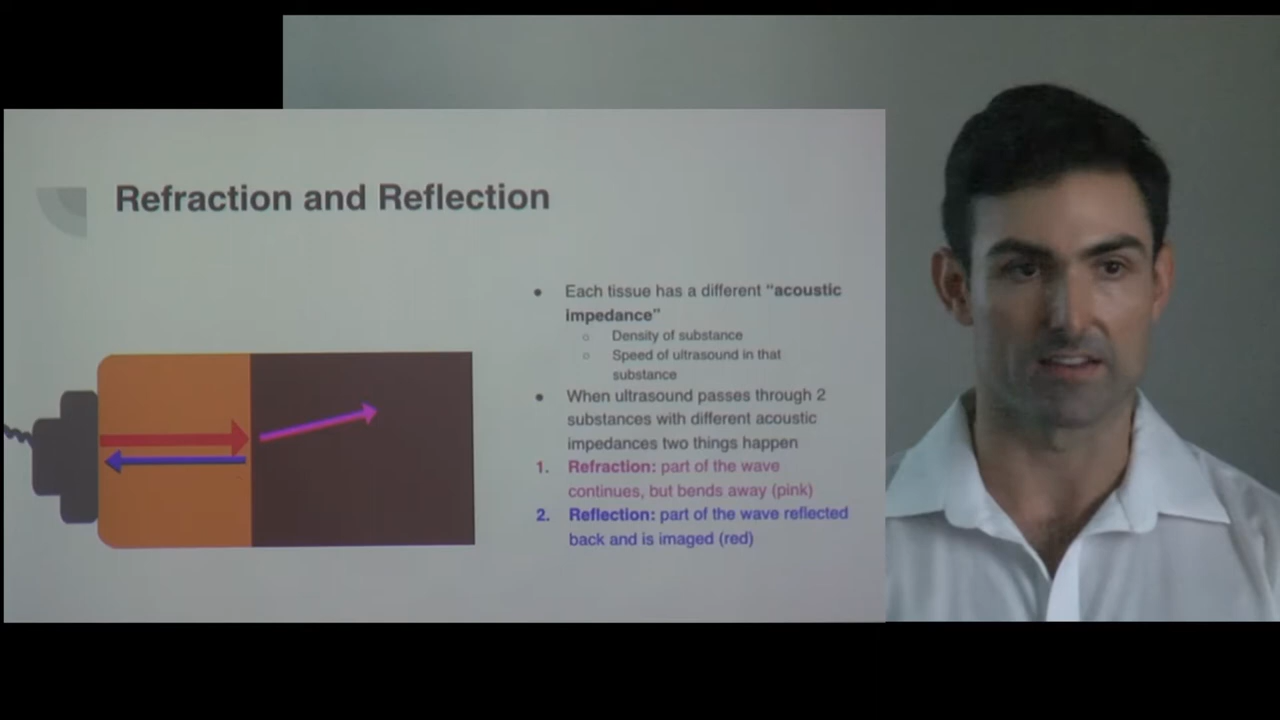 Refraction and Reflection
● Each tissue has a different “acoustic
impedance”
○ Density of substance
○ Speed of ultrasound in that
substance
● When ultrasound passes through 2
substances with different acoustic
impedances two things happen
1. Refraction: part of the wave
continues, but bends away (pink)
2. Reflection: part of the wave reflected
back and is imaged (red)